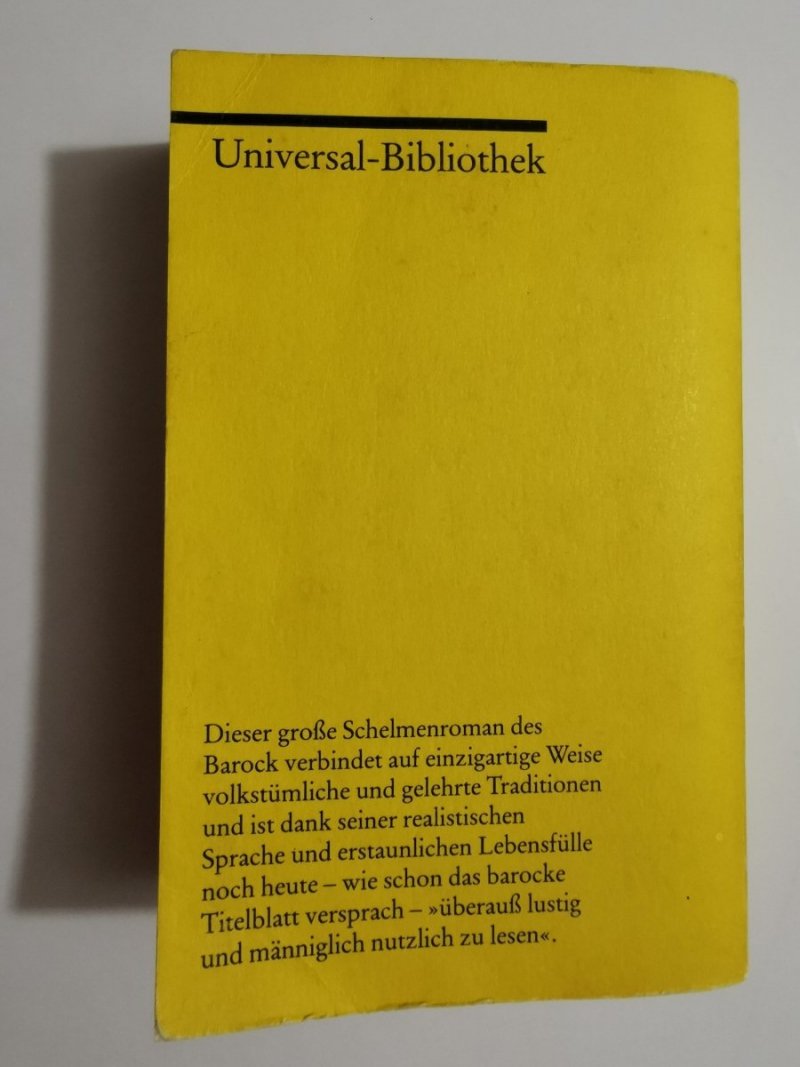 Universal-Bibliothek
Dieser große Schelmenroman des
Barock verbindet auf einzigartige Weise
volkstümliche und gelehrte Traditionen
und ist dank seiner realistischen
Sprache und erstaunlichen Lebensfülle
noch heute – wie schon das barocke
Titelblatt versprach – »überauß lustig
und männiglich nutzlich zu lesen«.